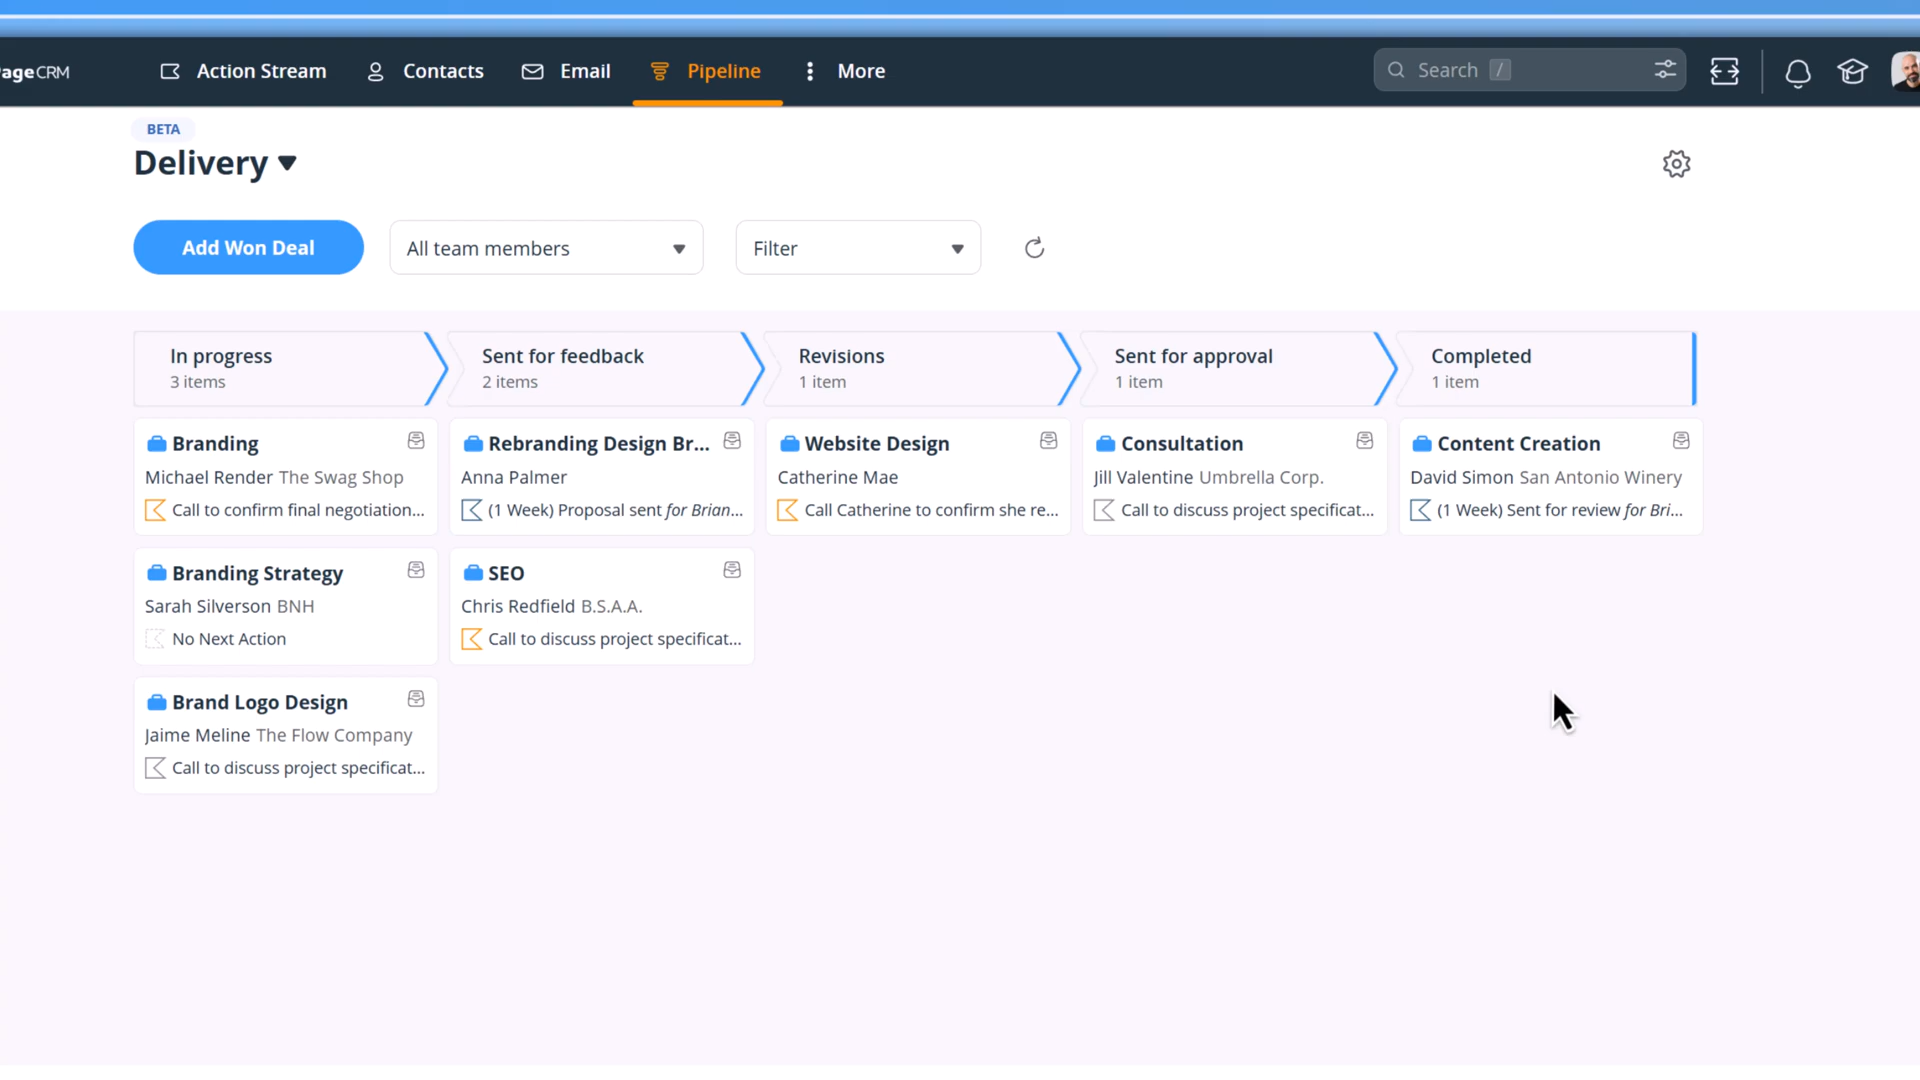 ageCRM
Action Stream
Contacts
Email
Pipeline
More
Search /
BETA
Delivery
Add Won Deal
All team members
Filter
In progress
3 items
Sent for feedback
2 items
Revisions
1 item
Sent for approval
1 item
Completed
1 item
Branding
Michael Render The Swag Shop
Call to confirm final negotiation...
Branding Strategy
Sarah Silverson BNH
No Next Action
Brand Logo Design
Jaime Meline The Flow Company
Call to discuss project specificat...
Rebranding Design Br...
Anna Palmer
(1 Week) Proposal sent for Brian...
SEO
Chris Redfield B.S.A.A.
Call to discuss project specificat...
Website Design
Catherine Mae
Call Catherine to confirm she re...
Consultation
Jill Valentine Umbrella Corp.
Call to discuss project specificat...
Content Creation
David Simon San Antonio Winery
(1 Week) Sent for review for Bri...